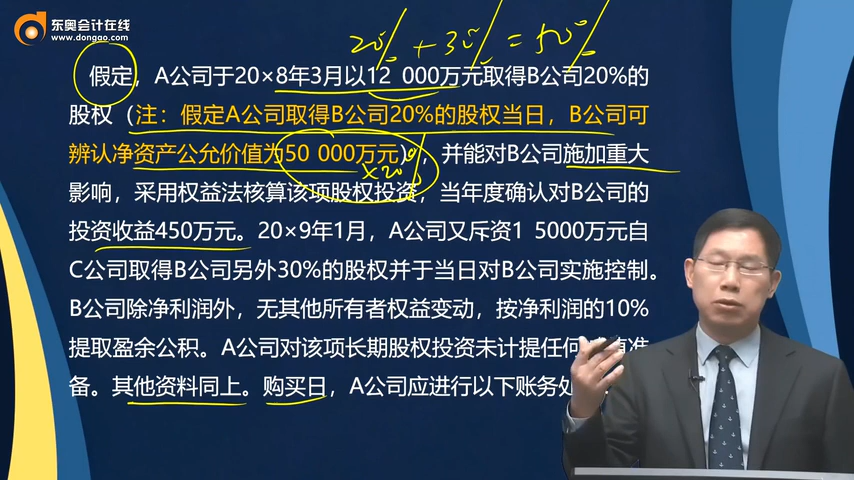 东奥会计在线
www.dongao.com
20% + 30% = 50%
假定，A公司于20×8年3月以12 000万元取得B公司20%的
股权（注：假定A公司取得B公司20%的股权当日，B公司可
辨认净资产公允价值为50 000万元），并能对B公司施加重大
×20%
影响，采用权益法核算该项股权投资，当年度确认对B公司的
投资收益450万元。20×9年1月，A公司又斥资1 5000万元自
C公司取得B公司另外30%的股权并于当日对B公司实施控制。
B公司除净利润外，无其他所有者权益变动，按净利润的10%
提取盈余公积。A公司对该项长期股权投资未计提任何 准
备。其他资料同上。购买日，A公司应进行以下账务处